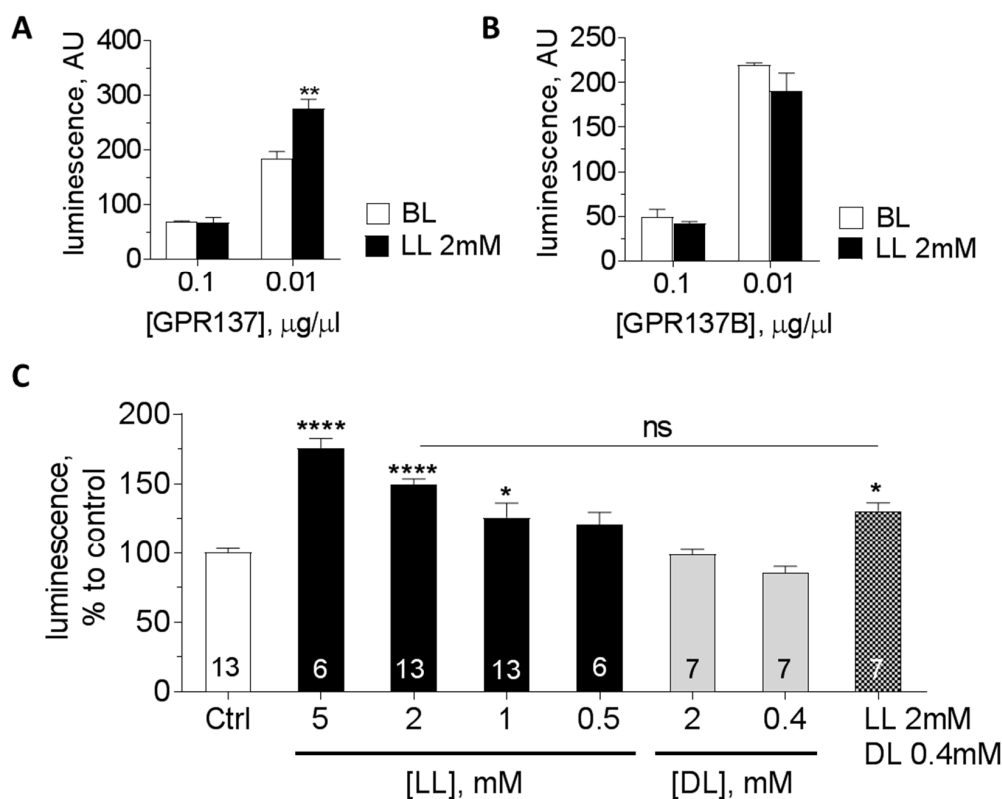 A
luminescence, AU
400
300
200
100
0
**
0.1 0.01
[GPR137], μg/μl
BL
LL 2mM
B
luminescence, AU
250
200
150
100
50
0
0.1 0.01
[GPR137B], μg/μl
BL
LL 2mM
C
luminescence,
% to control
200
150
100
50
0
**** **** * ns *
13 6 13 13 6 7 7 7
Ctrl 5 2 1 0.5 2 0.4 LL 2mM
DL 0.4mM
[LL], mM [DL], mM